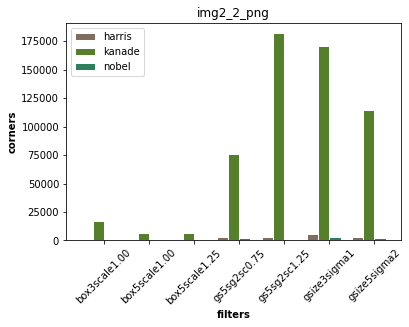 img2_2_png
harris
kanade
nobel
175000
150000
125000
100000
75000
50000
25000
0
corners
box3scale1.00
box5scale1.00
box5scale1.25
gs5sg2sc0.75
gs5sg2sc1.25
gsize3sigma1
gsize5sigma2
filters